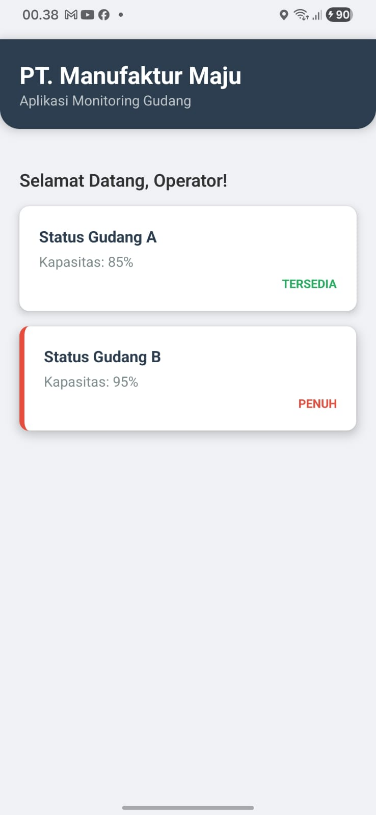 00.38
90
PT. Manufaktur Maju
Aplikasi Monitoring Gudang
Selamat Datang, Operator!
Status Gudang A
Kapasitas: 85%
TERSEDIA
Status Gudang B
Kapasitas: 95%
PENUH